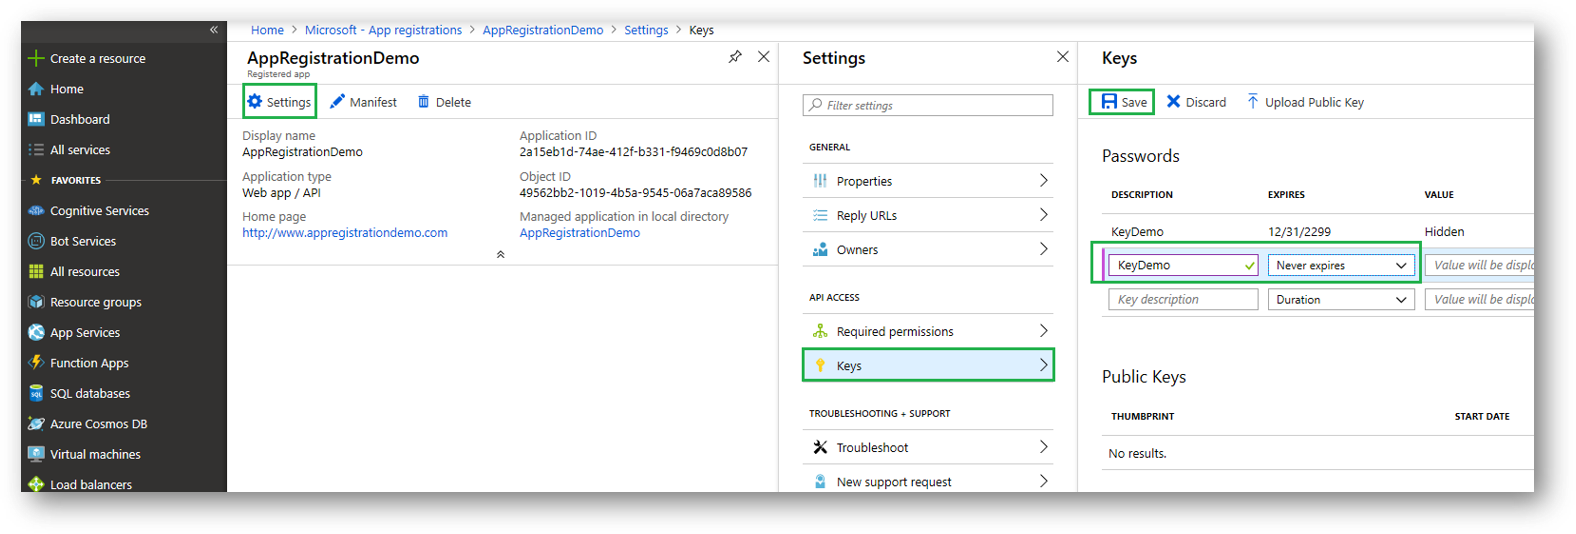 «
Home > Microsoft - App registrations > AppRegistrationDemo > Settings > Keys
Create a resource
Home
Dashboard
All services
FAVORITES
Cognitive Services
Bot Services
All resources
Resource groups
App Services
Function Apps
SQL databases
Azure Cosmos DB
Virtual machines
Load balancers
AppRegistrationDemo
Registered app
Settings Manifest Delete
Display name
AppRegistrationDemo
Application type
Web app / API
Home page
http://www.appregistrationdemo.com
Application ID
2a15eb1d-74ae-412f-b331-f9469c0d8b07
Object ID
49562bb2-1019-4b5a-9545-06a7aca89586
Managed application in local directory
AppRegistrationDemo
Settings
Filter settings
GENERAL
Properties
Reply URLs
Owners
API ACCESS
Required permissions
Keys
TROUBLESHOOTING + SUPPORT
Troubleshoot
New support request
Keys
Save Discard Upload Public Key
Passwords
DESCRIPTION EXPIRES VALUE
KeyDemo 12/31/2299 Hidden
KeyDemo Never expires Value will be displa
Key description Duration Value will be displa
Public Keys
THUMBPRINT START DATE
No results.